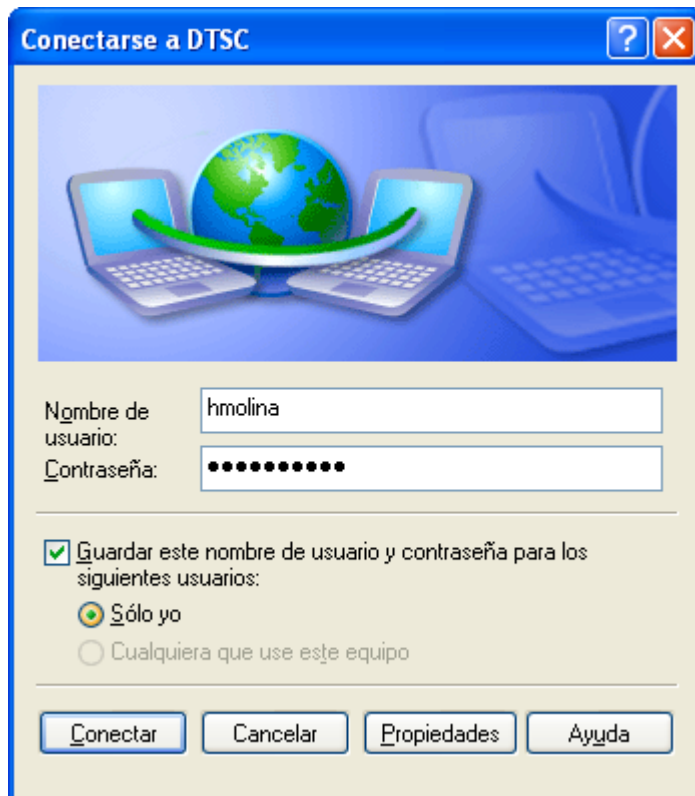 Conectarse a DTSC
Nombre de
usuario:
hmolina
Contraseña:
••••••••••
Guardar este nombre de usuario y contraseña para los
siguientes usuarios:
Sólo yo
Cualquiera que use este equipo
Conectar
Cancelar
Propiedades
Ayuda